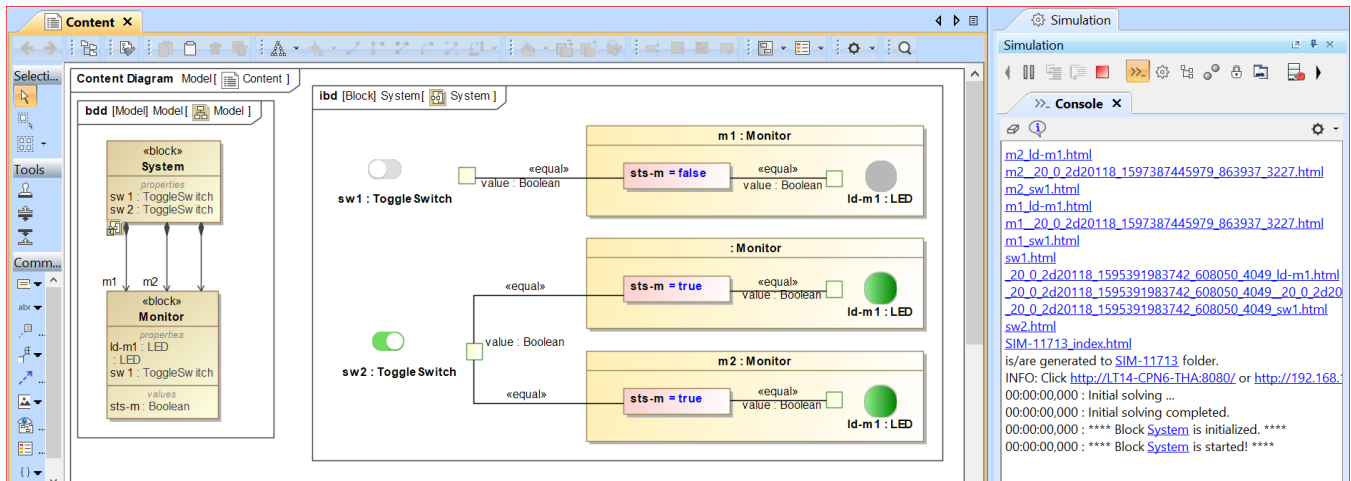 Content
Simulation
Simulation
Console
Selecti...
Tools
Comm...
abc
Content Diagram Model[ Content ]
bdd [Model] Model[ Model ]
«block»
System
properties
sw 1 : ToggleSwitch
sw 2 : ToggleSwitch
m1
m2
«block»
Monitor
properties
ld-m1 : LED
: LED
sw 1 : ToggleSwitch
values
sts-m : Boolean
ibd [Block] System[ System ]
sw1 : ToggleSwitch
«equal»
value : Boolean
m1 : Monitor
sts-m = false
«equal»
value : Boolean
ld-m1 : LED
: Monitor
«equal»
sts-m = true
«equal»
value : Boolean
ld-m1 : LED
sw2 : ToggleSwitch
value : Boolean
m2 : Monitor
«equal»
sts-m = true
«equal»
value : Boolean
ld-m1 : LED
m2_ld-m1.html
m2__20_0_2d20118_1597387445979_863937_3227.html
m2_sw1.html
m1_ld-m1.html
m1__20_0_2d20118_1597387445979_863937_3227.html
m1_sw1.html
sw1.html
_20_0_2d20118_1595391983742_608050_4049_ld-m1.html
_20_0_2d20118_1595391983742_608050_4049__20_0_2d20
_20_0_2d20118_1595391983742_608050_4049_sw1.html
sw2.html
SIM-11713_index.html
is/are generated to SIM-11713 folder.
INFO: Click http://LT14-CPN6-THA:8080/ or http://192.168.
00:00:00,000 : Initial solving ...
00:00:00,000 : Initial solving completed.
00:00:00,000 : **** Block System is initialized. ****
00:00:00,000 : **** Block System is started! ****